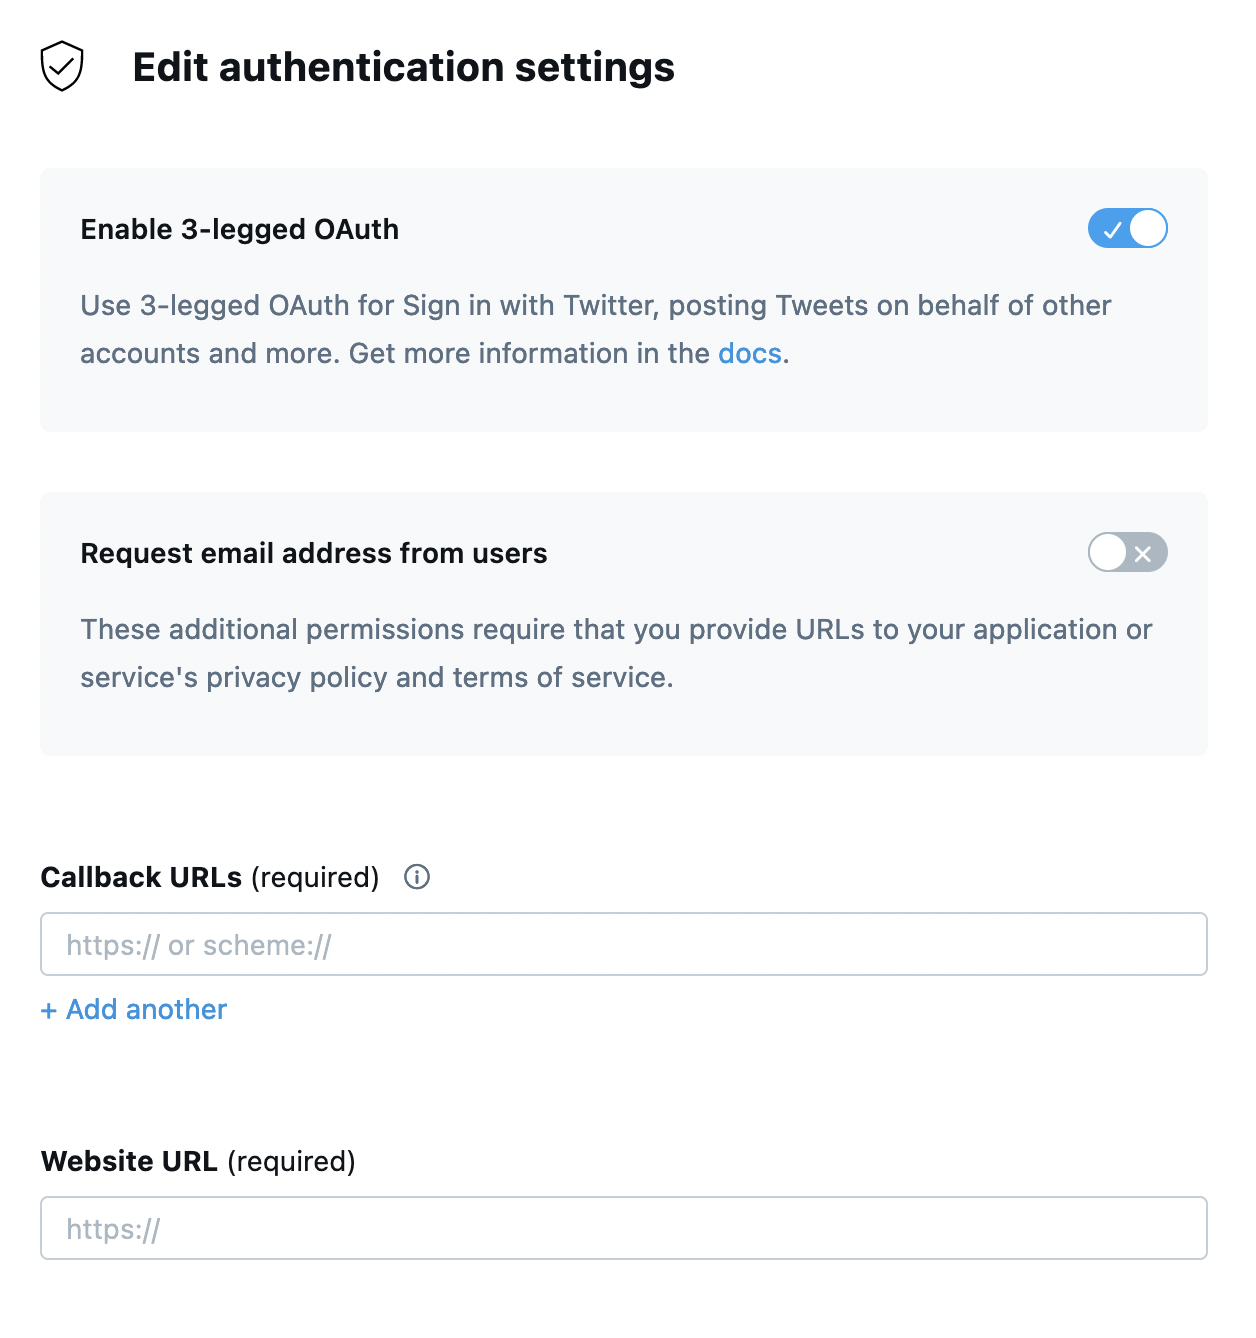 Edit authentication settings
Enable 3-legged OAuth
Use 3-legged OAuth for Sign in with Twitter, posting Tweets on behalf of other
accounts and more. Get more information in the docs.
Request email address from users
These additional permissions require that you provide URLs to your application or
service's privacy policy and terms of service.
Callback URLs (required)
https:// or scheme://
+ Add another
Website URL (required)
https://